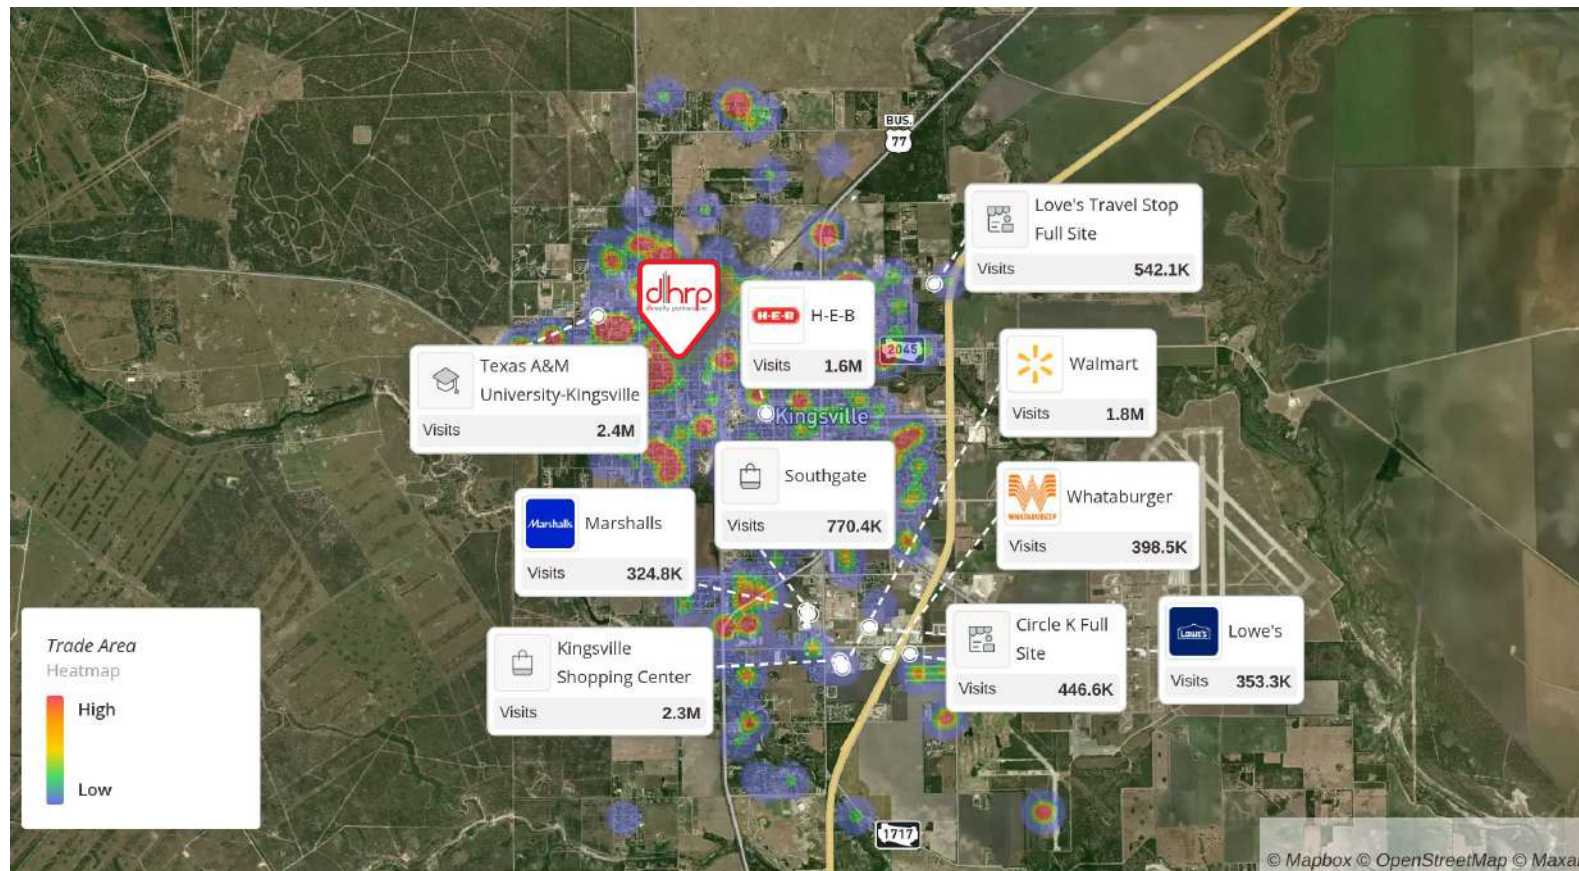 BUS.
77
Love's Travel Stop
Full Site
Visits 542.1K
dhrp
H-E-B
H-E-B
Visits 1.6M
2045
Texas A&M
University-Kingsville
Visits 2.4M
Walmart
Visits 1.8M
Kingsville
Southgate
Visits 770.4K
WHATABURGER
Whataburger
Visits 398.5K
Marshalls
Marshalls
Visits 324.8K
Circle K Full
Site
Visits 446.6K
Lowe's
Lowe's
Visits 353.3K
Kingsville
Shopping Center
Visits 2.3M
Trade Area
Heatmap
High
Low
1717
© Mapbox © OpenStreetMap © Maxa